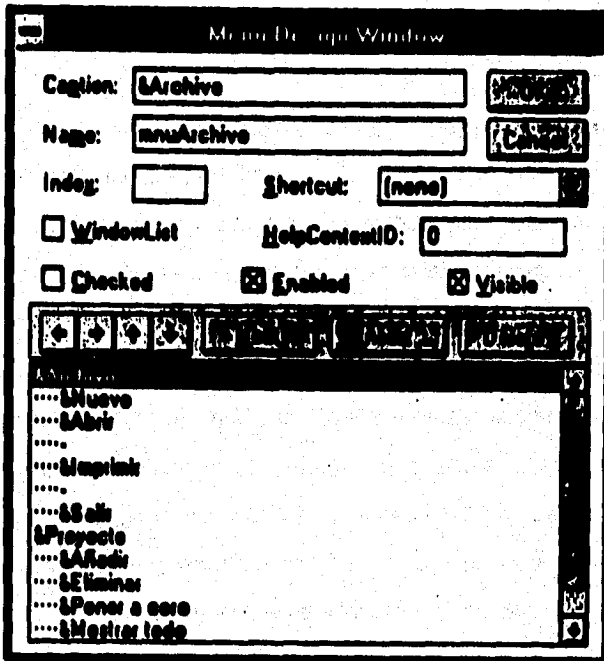 Menu Design Window
Caption: &Archivo
Name: mnuArchivo
Cancel
Index: Shortcut: (none)
WindowList HelpContextID: 0
Checked Enabled Visible
&Archivo
····&Nuevo
····&Abrir
····-
····&Imprimir
····-
····&Salir
&Proyecto
····&Añadir
····&Eliminar
····&Poner a cero
····&Mostrar todo